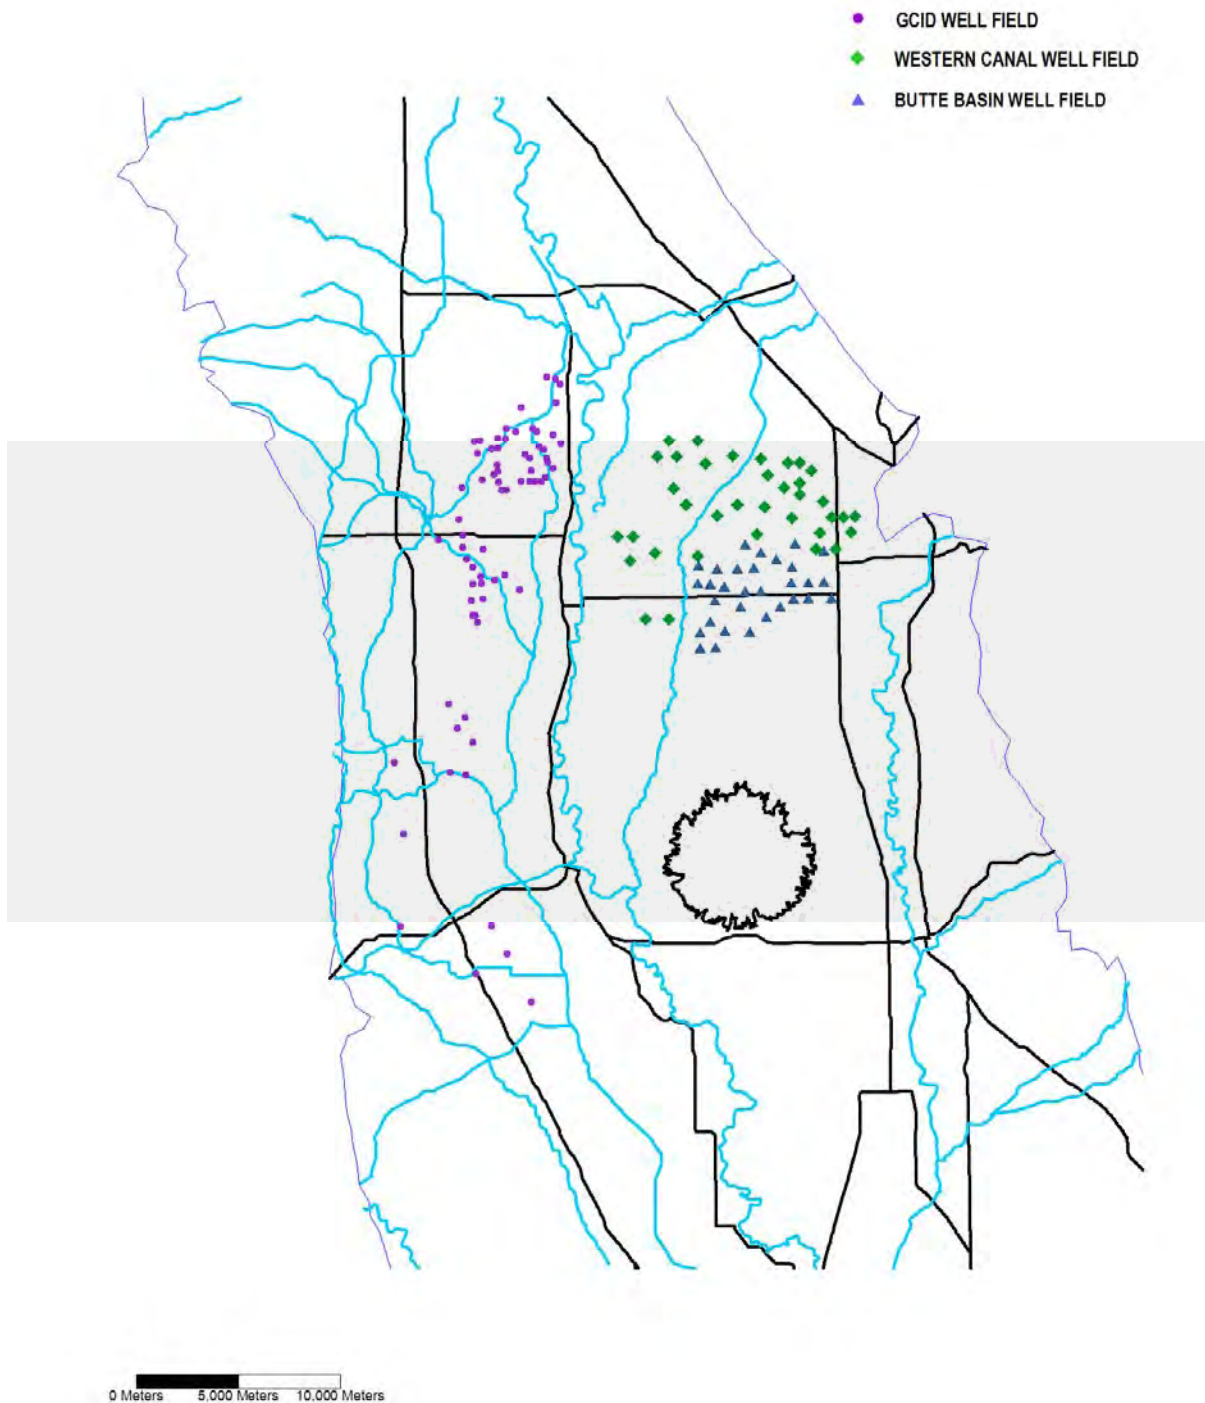 GCID WELL FIELD
WESTERN CANAL WELL FIELD
BUTTE BASIN WELL FIELD
0 Meters 5,000 Meters 10,000 Meters